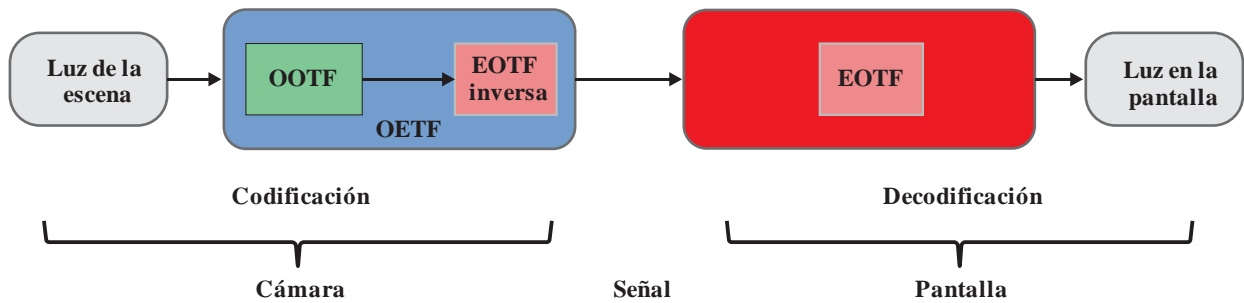 Luz de la
escena
OOTF
EOTF
inversa
OETF
EOTF
Luz en la
pantalla
Codificación
Decodificación
Cámara
Señal
Pantalla